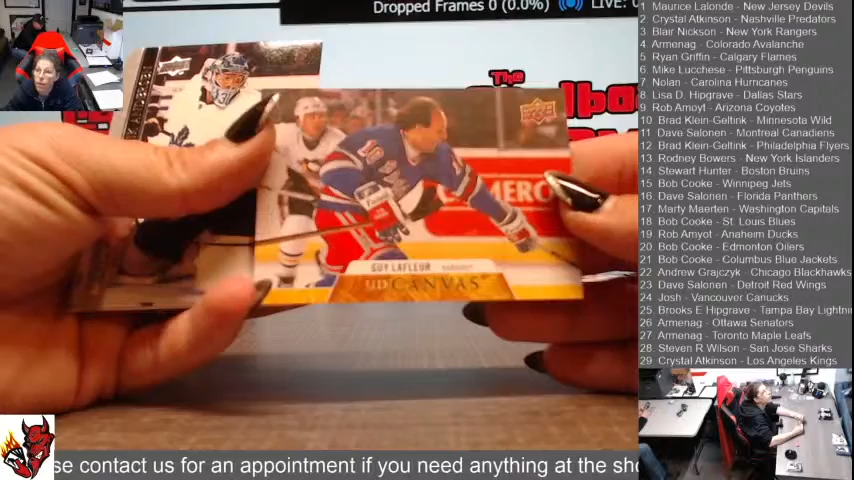 Dropped Frames 0 (0.0%)
LIVE:
The
GUY LAFLEUR
UD CANVAS
1 Maurice Lalonde - New Jersey Devils
2 Crystal Atkinson - Nashville Predators
3 Blair Nickson - New York Rangers
4 Armenag - Colorado Avalanche
5 Ryan Griffin - Calgary Flames
6 Mike Lucchese - Pittsburgh Penguins
7 Nolan - Carolina Hurricanes
8 Lisa D. Hipgrave - Dallas Stars
9 Rob Amoyt - Arizona Coyotes
10 Brad Klein-Geltink - Minnesota Wild
11 Dave Salonen - Montreal Canadiens
12 Brad Klein-Geltink - Philadelphia Flyers
13 Rodney Bowers - New York Islanders
14 Stewart Hunter - Boston Bruins
15 Bob Cooke - Winnipeg Jets
16 Dave Salonen - Florida Panthers
17 Marty Maerten - Washington Capitals
18 Bob Cooke - St. Louis Blues
19 Rob Amyot - Anaheim Ducks
20 Bob Cooke - Edmonton Oilers
21 Bob Cooke - Columbus Blue Jackets
22 Andrew Grajczyk - Chicago Blackhawks
23 Dave Salonen - Detroit Red Wings
24 Josh - Vancouver Canucks
25 Brooks E Hipgrave - Tampa Bay Lightni
26 Armenag - Ottawa Senators
27 Armenag - Toronto Maple Leafs
28 Steven R Wilson - San Jose Sharks
29 Crystal Atkinson - Los Angeles Kings
se contact us for an appointment if you need anything at the sho